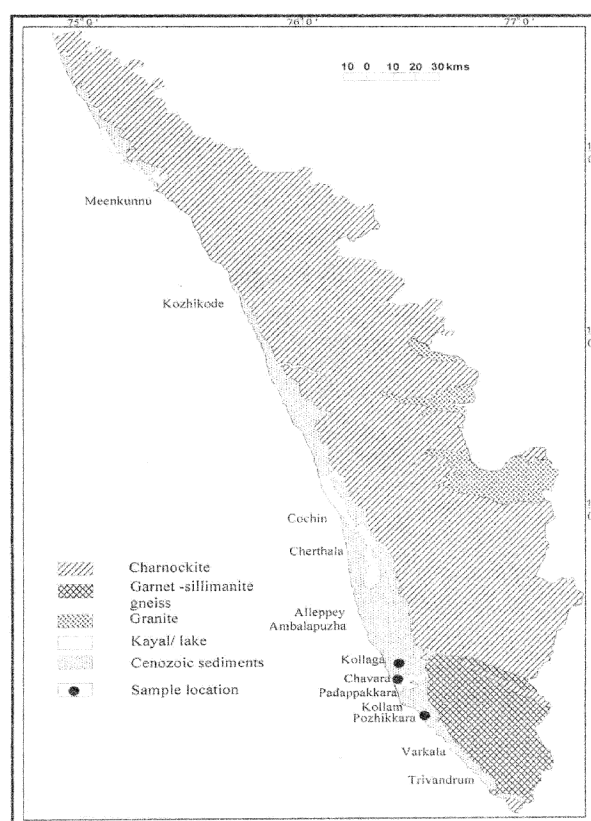 75° 0'
76° 0'
77° 0'
10 0 10 20 30 kms
Meenkunnu
Kozhikode
Cochin
Cherthala
Alleppey
Ambalapuzha
Kollaga
Chavara
Padappakkara
Kollam
Pozhikkara
Varkala
Trivandrum
Charnockite
Garnet -sillimanite
gneiss
Granite
Kayal/ lake
Cenozoic sediments
Sample location